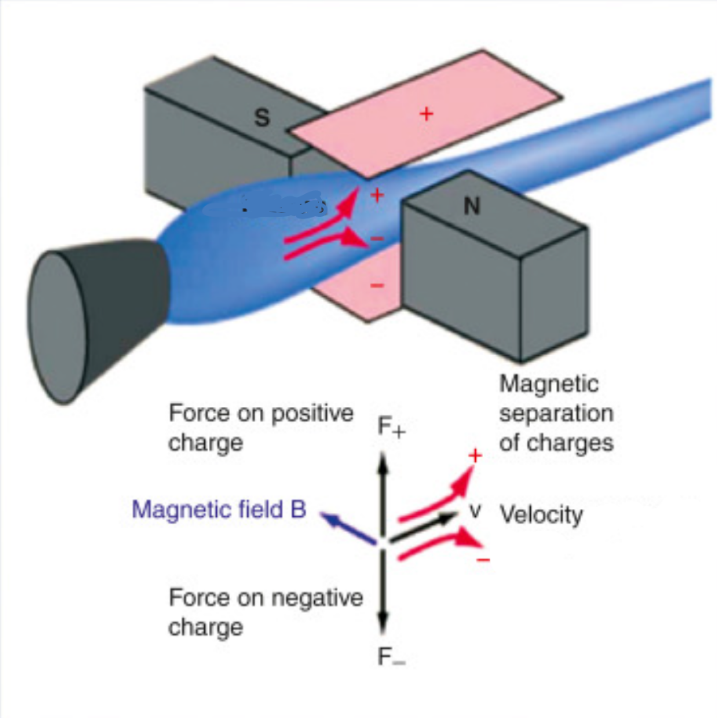 S
+
+
N
−
−
Force on positive
charge
F+
Magnetic
separation
of charges
+
Magnetic field B
v
Velocity
−
Force on negative
charge
F−